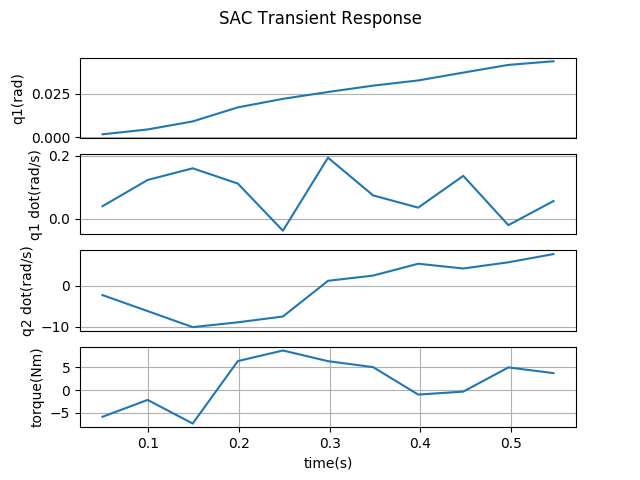 SAC Transient Response
q1(rad)
0.025
0.000
q1 dot(rad/s)
0.2
0.0
q2 dot(rad/s)
0
−10
torque(Nm)
5
0
−5
0.1 0.2 0.3 0.4 0.5
time(s)